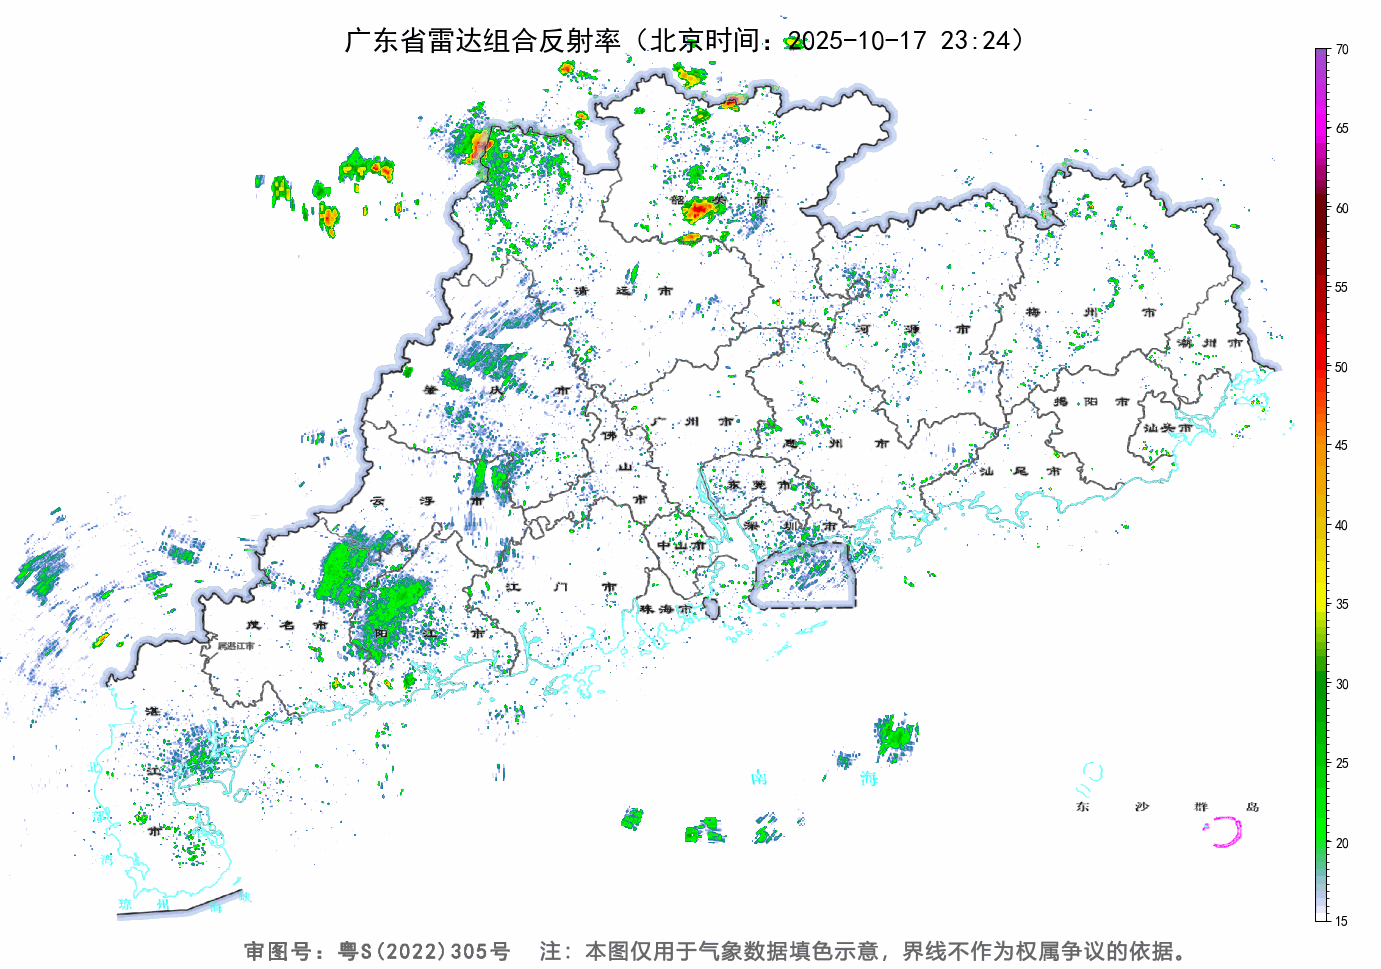 广东省雷达组合反射率（北京时间：2025-10-17 23:24）
70
65
60
55
50
45
40
35
30
25
20
15
韶关市
清远市
河源市
梅州市
潮州市
肇庆市
广州市
佛山市
惠州市
揭阳市
汕头市
汕尾市
东莞市
云浮市
深圳市
中山市
江门市
珠海市
茂名市
阳江市
属湛江市
湛江市
北部湾
南海
东沙群岛
琼州海峡
审图号：粤S(2022)305号 注：本图仅用于气象数据填色示意，界线不作为权属争议的依据。